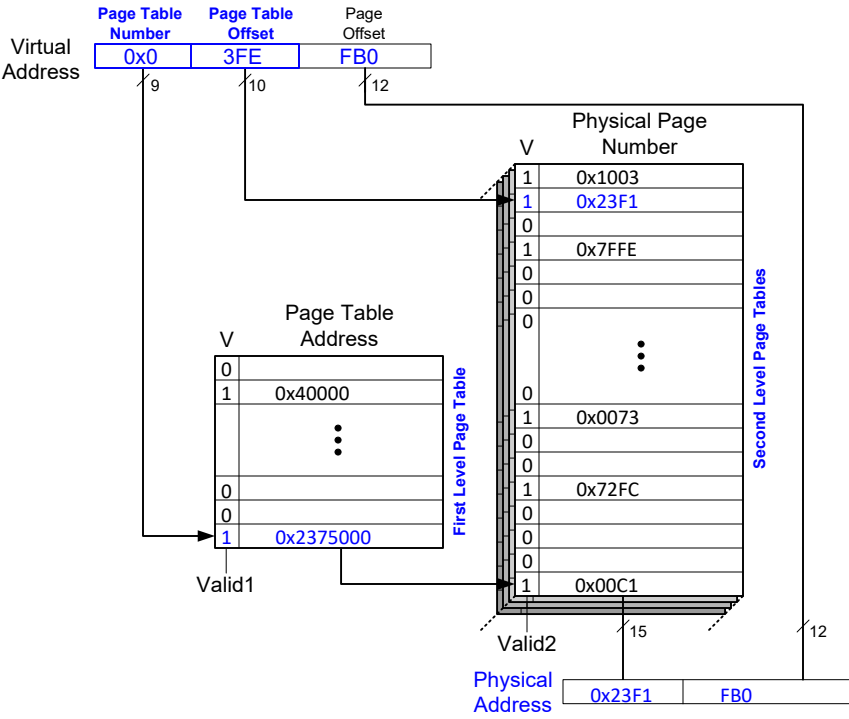 Page Table
Number
Page Table
Offset
Page
Offset
Virtual
Address
0x0
3FE
FB0
9
10
12
Physical Page
Number
V
1 0x1003
1 0x23F1
0
1 0x7FFE
0
0
0
0
1 0x0073
0
0
1 0x72FC
0
0
0
1 0x00C1
Second Level Page Tables
Page Table
Address
V
0
1 0x40000
0
0
1 0x2375000
First Level Page Table
Valid1
Valid2
15
12
Physical
Address
0x23F1
FB0